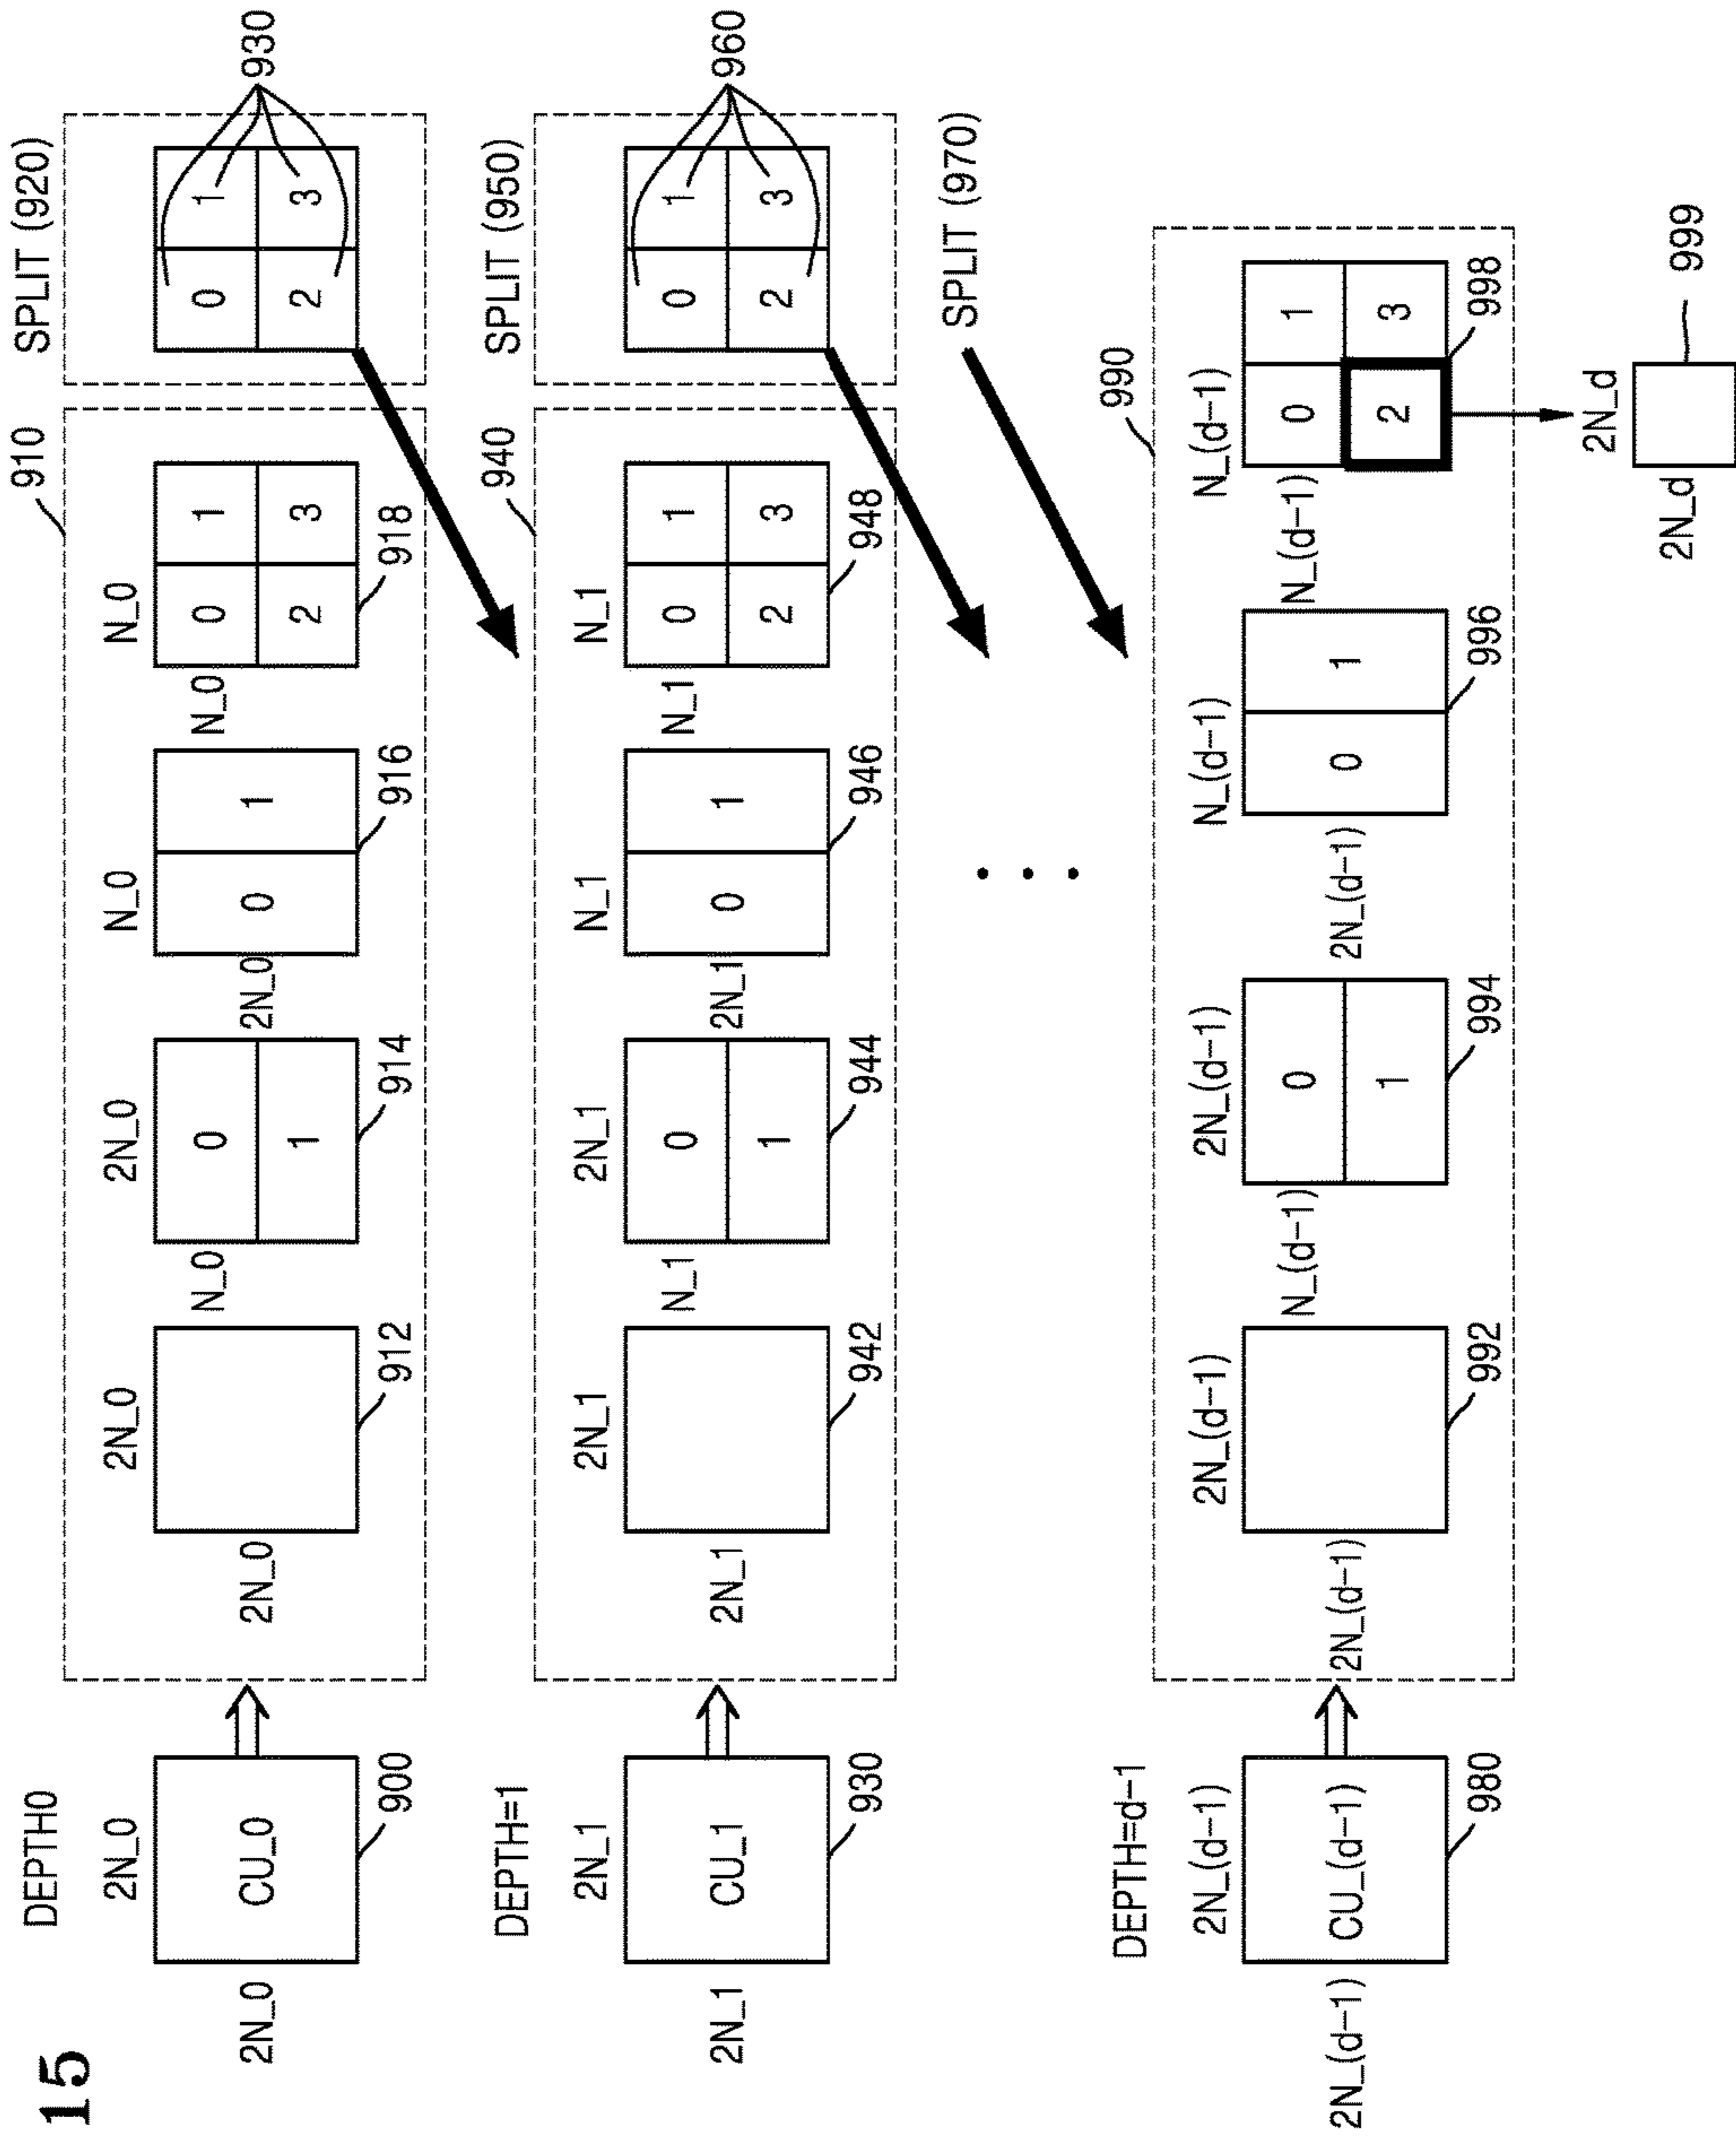 15
DEPTH0
2N_0
2N_0
CU_0
900
910
2N_0
2N_0
912
2N_0
N_0
0
1
914
N_0
2N_0
0
1
916
N_0
N_0
0
1
2
3
918
SPLIT (920)
0
1
2
3
930
DEPTH=1
2N_1
2N_1
CU_1
930
940
2N_1
2N_1
942
2N_1
N_1
0
1
944
N_1
2N_1
0
1
946
N_1
N_1
0
1
2
3
948
SPLIT (950)
0
1
2
3
960
SPLIT (970)
DEPTH=d-1
2N_(d-1)
2N_(d-1)
CU_(d-1)
980
990
2N_(d-1)
2N_(d-1)
992
2N_(d-1)
N_(d-1)
0
1
994
N_(d-1)
2N_(d-1)
0
1
996
N_(d-1)
N_(d-1)
0
1
2
3
998
2N_d
2N_d
999